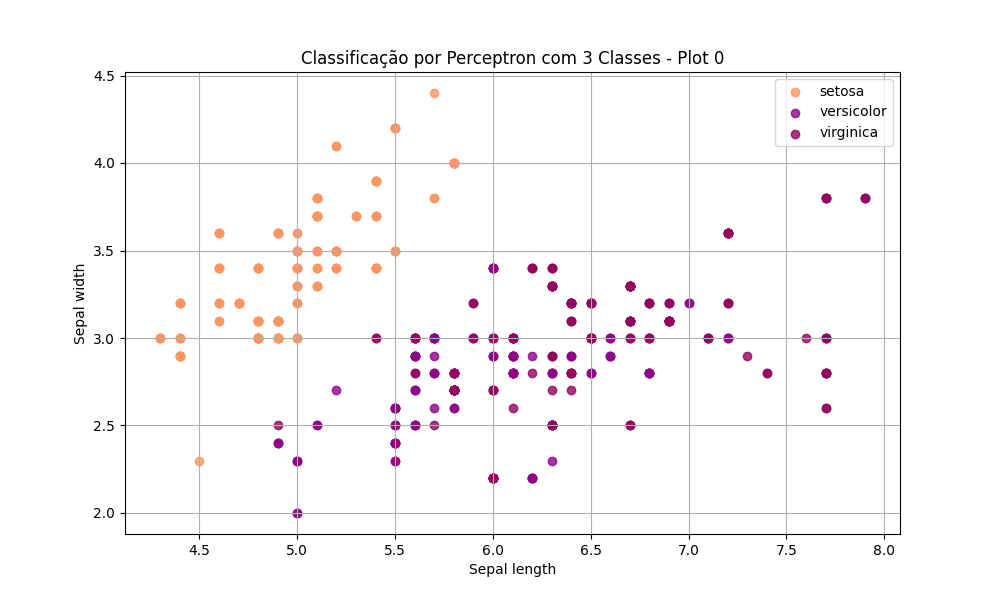 Classificação por Perceptron com 3 Classes - Plot 0
setosa
versicolor
virginica
Sepal width
4.5
4.0
3.5
3.0
2.5
2.0
4.5 5.0 5.5 6.0 6.5 7.0 7.5 8.0
Sepal length